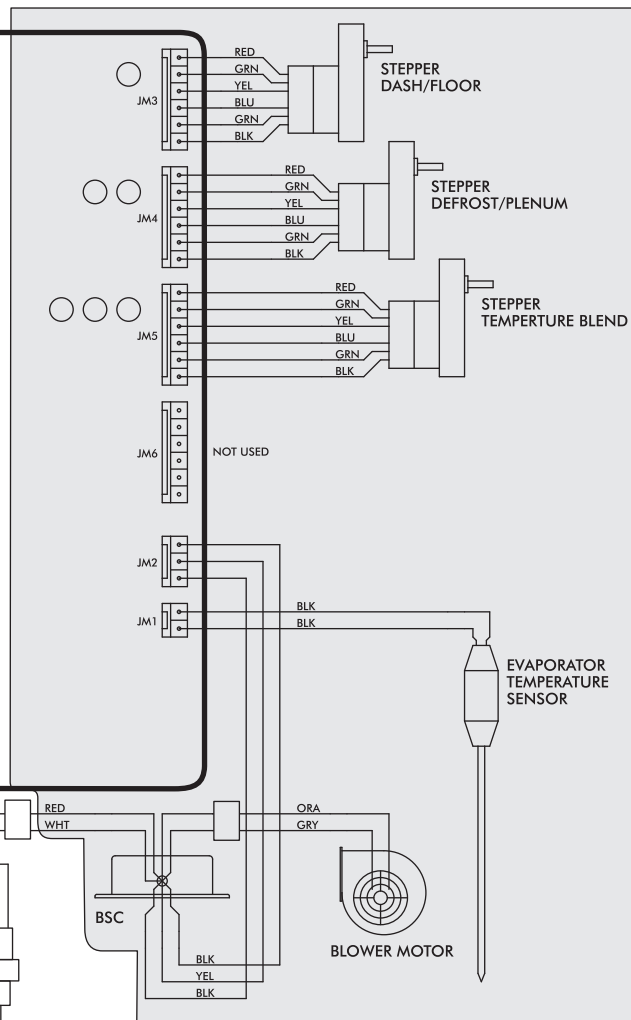 RED
GRN
YEL
BLU
GRN
BLK
JM3
STEPPER
DASH/FLOOR
RED
GRN
YEL
BLU
GRN
BLK
JM4
STEPPER
DEFROST/PLENUM
RED
GRN
YEL
BLU
GRN
BLK
JM5
STEPPER
TEMPERTURE BLEND
JM6
NOT USED
JM2
JM1
BLK
BLK
EVAPORATOR
TEMPERATURE
SENSOR
RED
WHT
ORA
GRY
BSC
BLOWER MOTOR
BLK
YEL
BLK